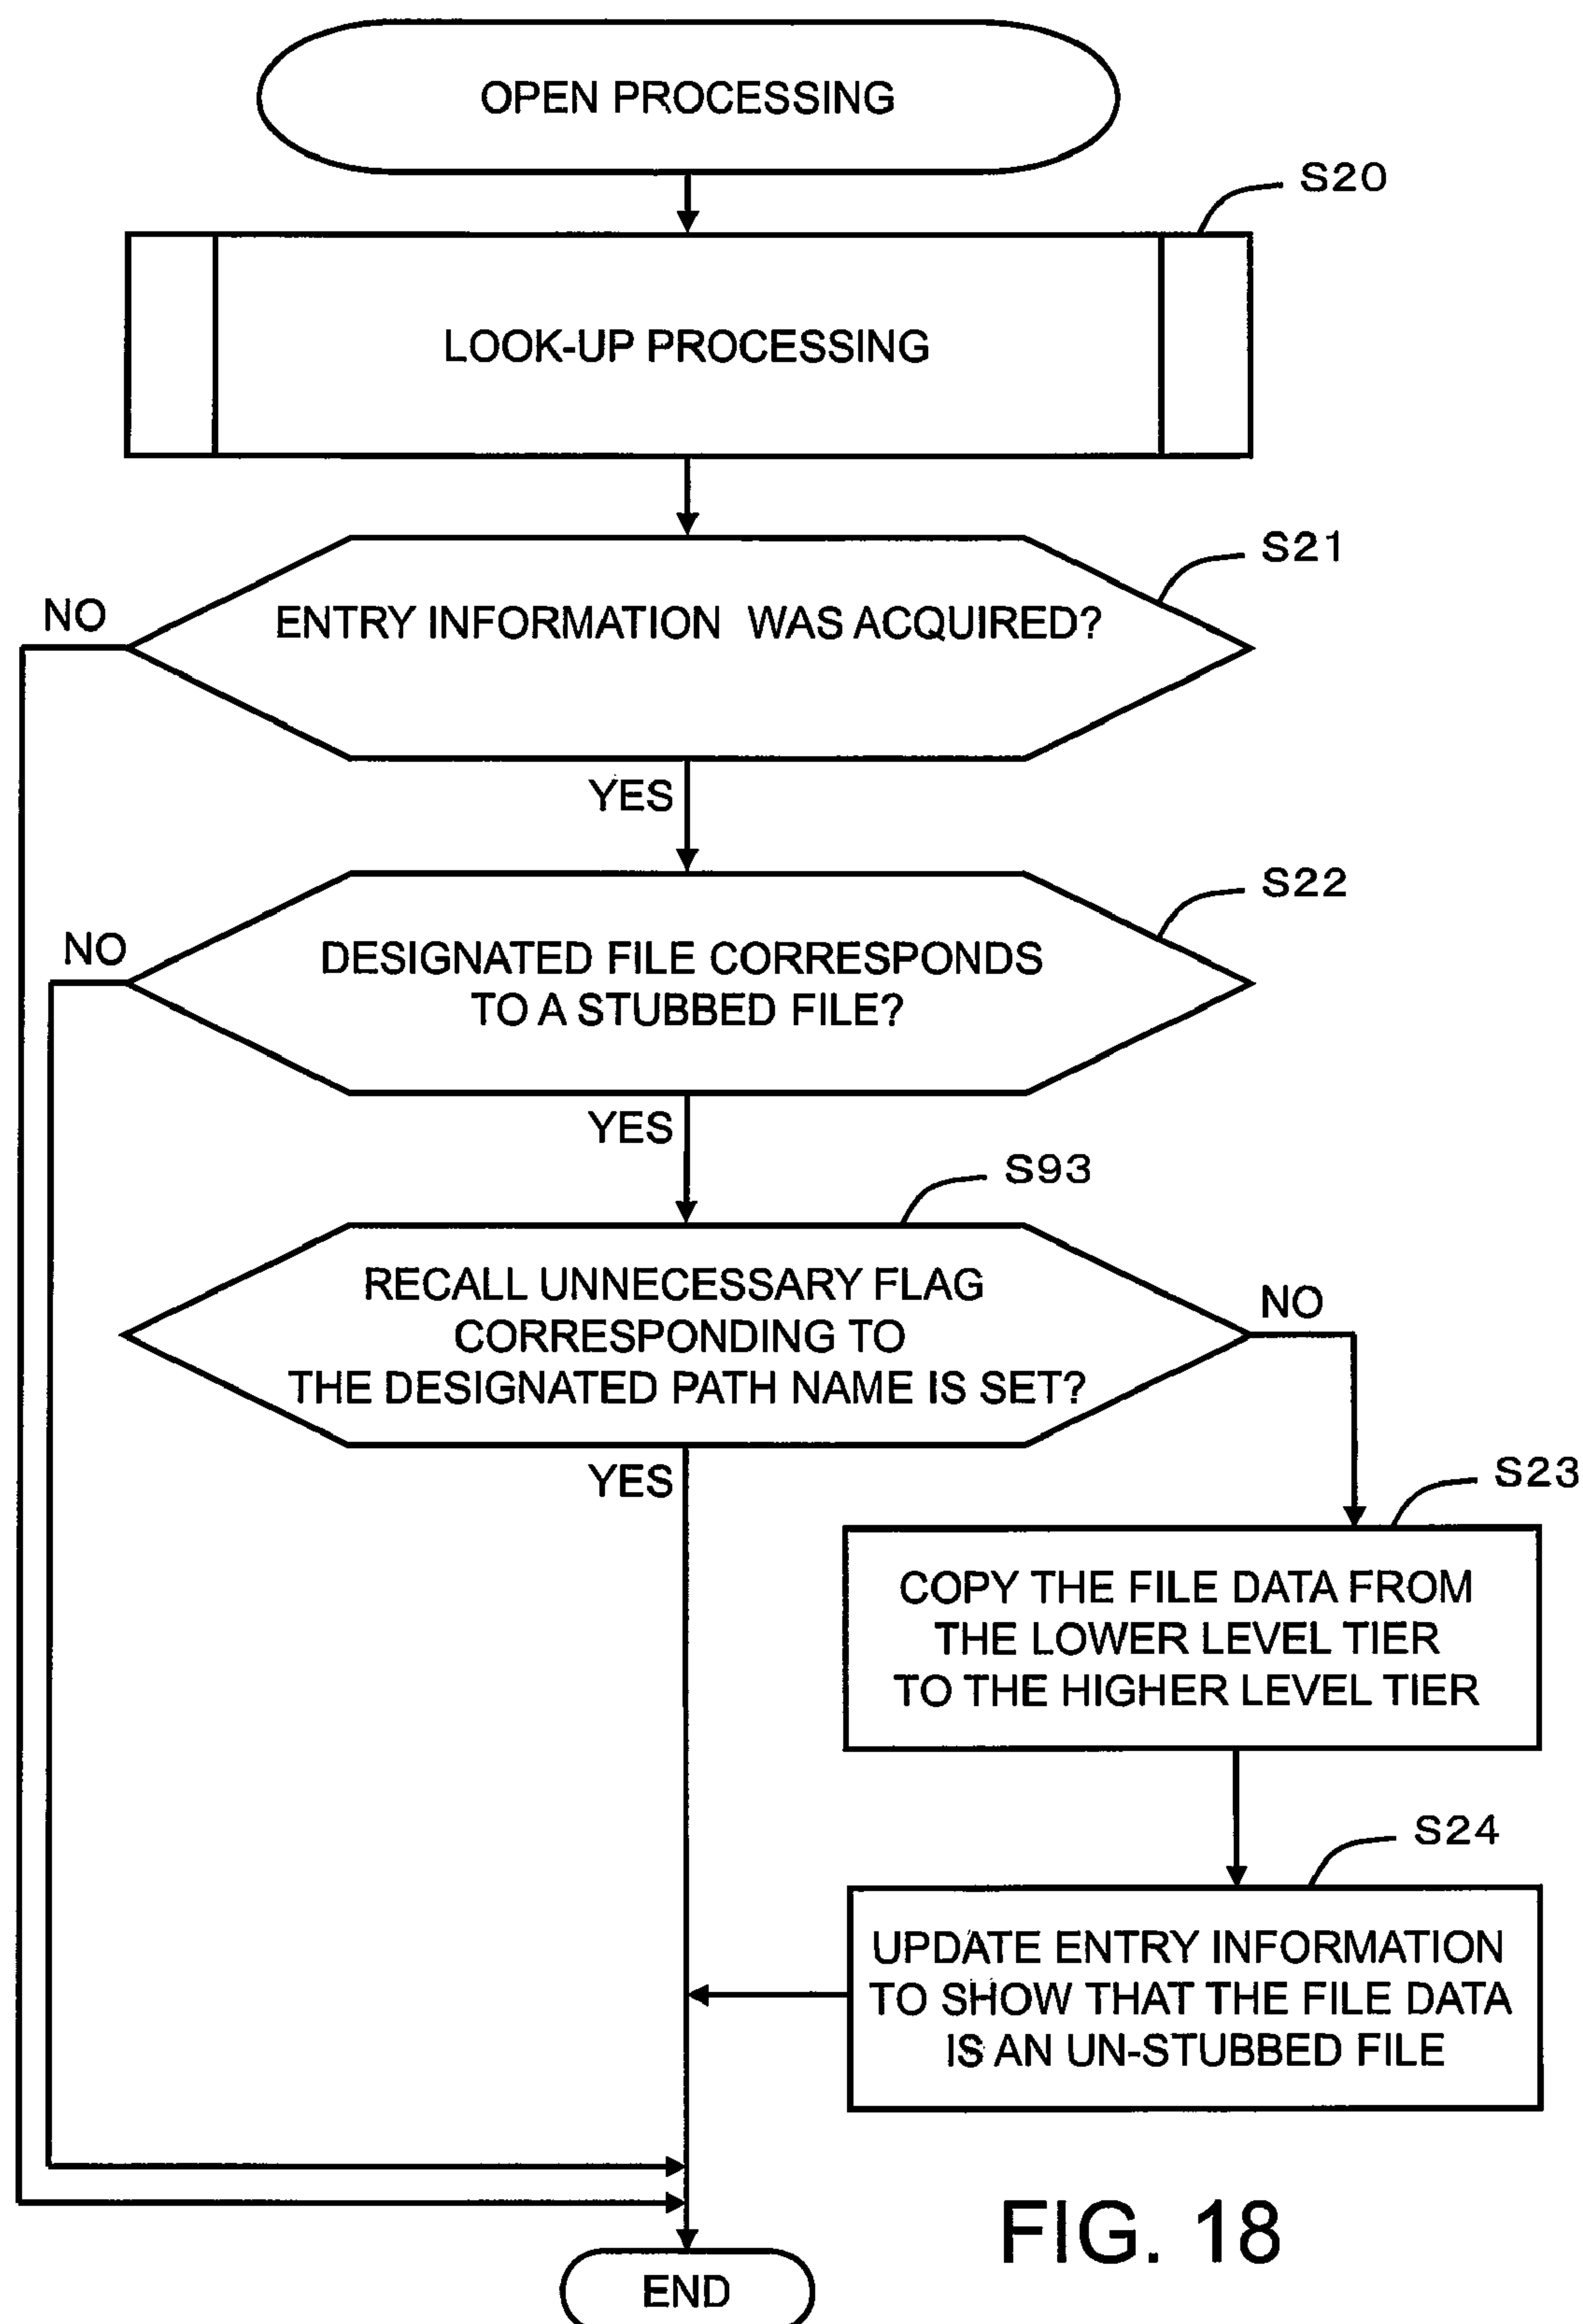 OPEN PROCESSING
S20
LOOK-UP PROCESSING
S21
NO
ENTRY INFORMATION WAS ACQUIRED?
YES
S22
NO
DESIGNATED FILE CORRESPONDS
TO A STUBBED FILE?
YES
S93
RECALL UNNECESSARY FLAG
CORRESPONDING TO
THE DESIGNATED PATH NAME IS SET?
NO
YES
S23
COPY THE FILE DATA FROM
THE LOWER LEVEL TIER
TO THE HIGHER LEVEL TIER
S24
UPDATE ENTRY INFORMATION
TO SHOW THAT THE FILE DATA
IS AN UN-STUBBED FILE
FIG. 18
END